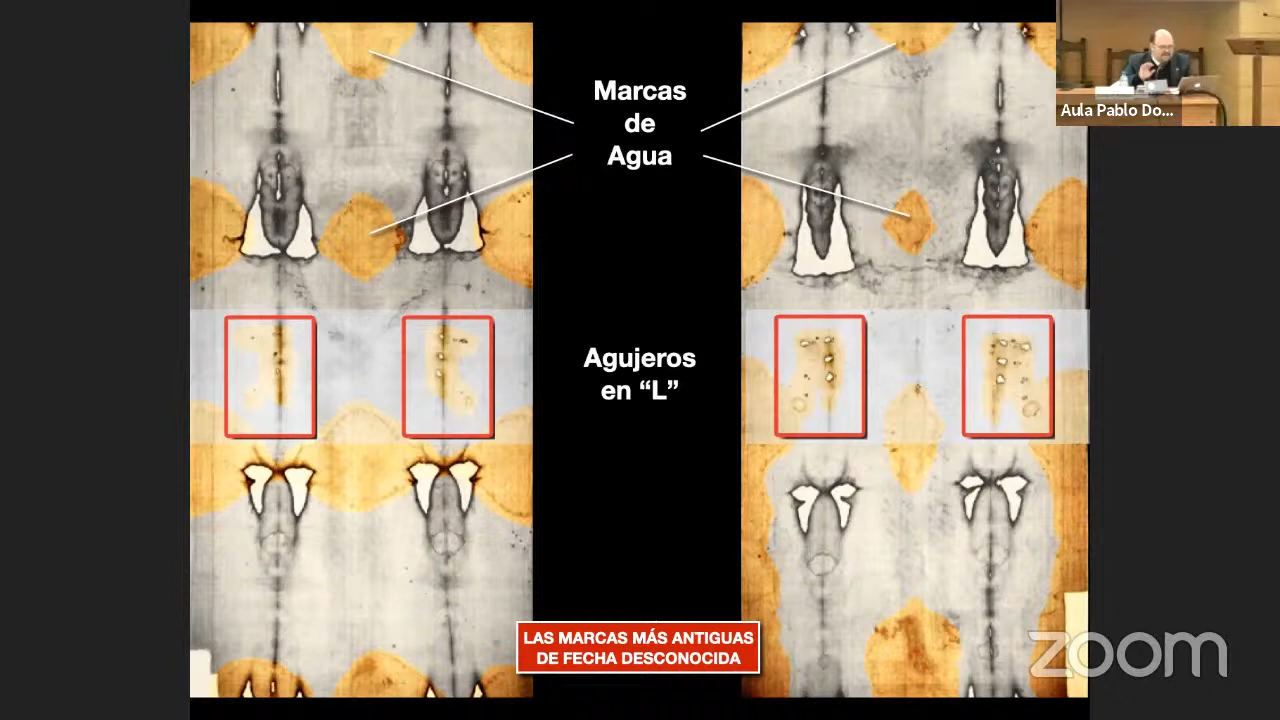 Marcas
de
Agua
Aula Pablo Do...
Agujeros
en “L”
LAS MARCAS MÁS ANTIGUAS
DE FECHA DESCONOCIDA
zoom